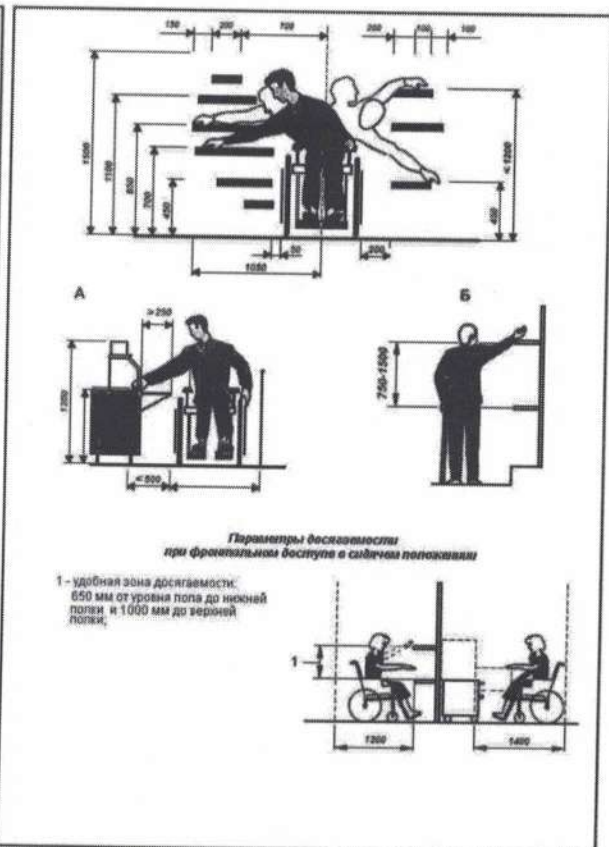 150 200 700 200 100 100
1500
1100
850
700
450
≤1200
450
1050 50 200
А Б
≥250
1200
≤500
750-1500
Параметры досягаемости
при фронтальном доступе в сидячем положении
1 - удобная зона досягаемости:
650 мм от уровня пола до нижней
полки и 1000 мм до верхней
полки;
1
1200 1400